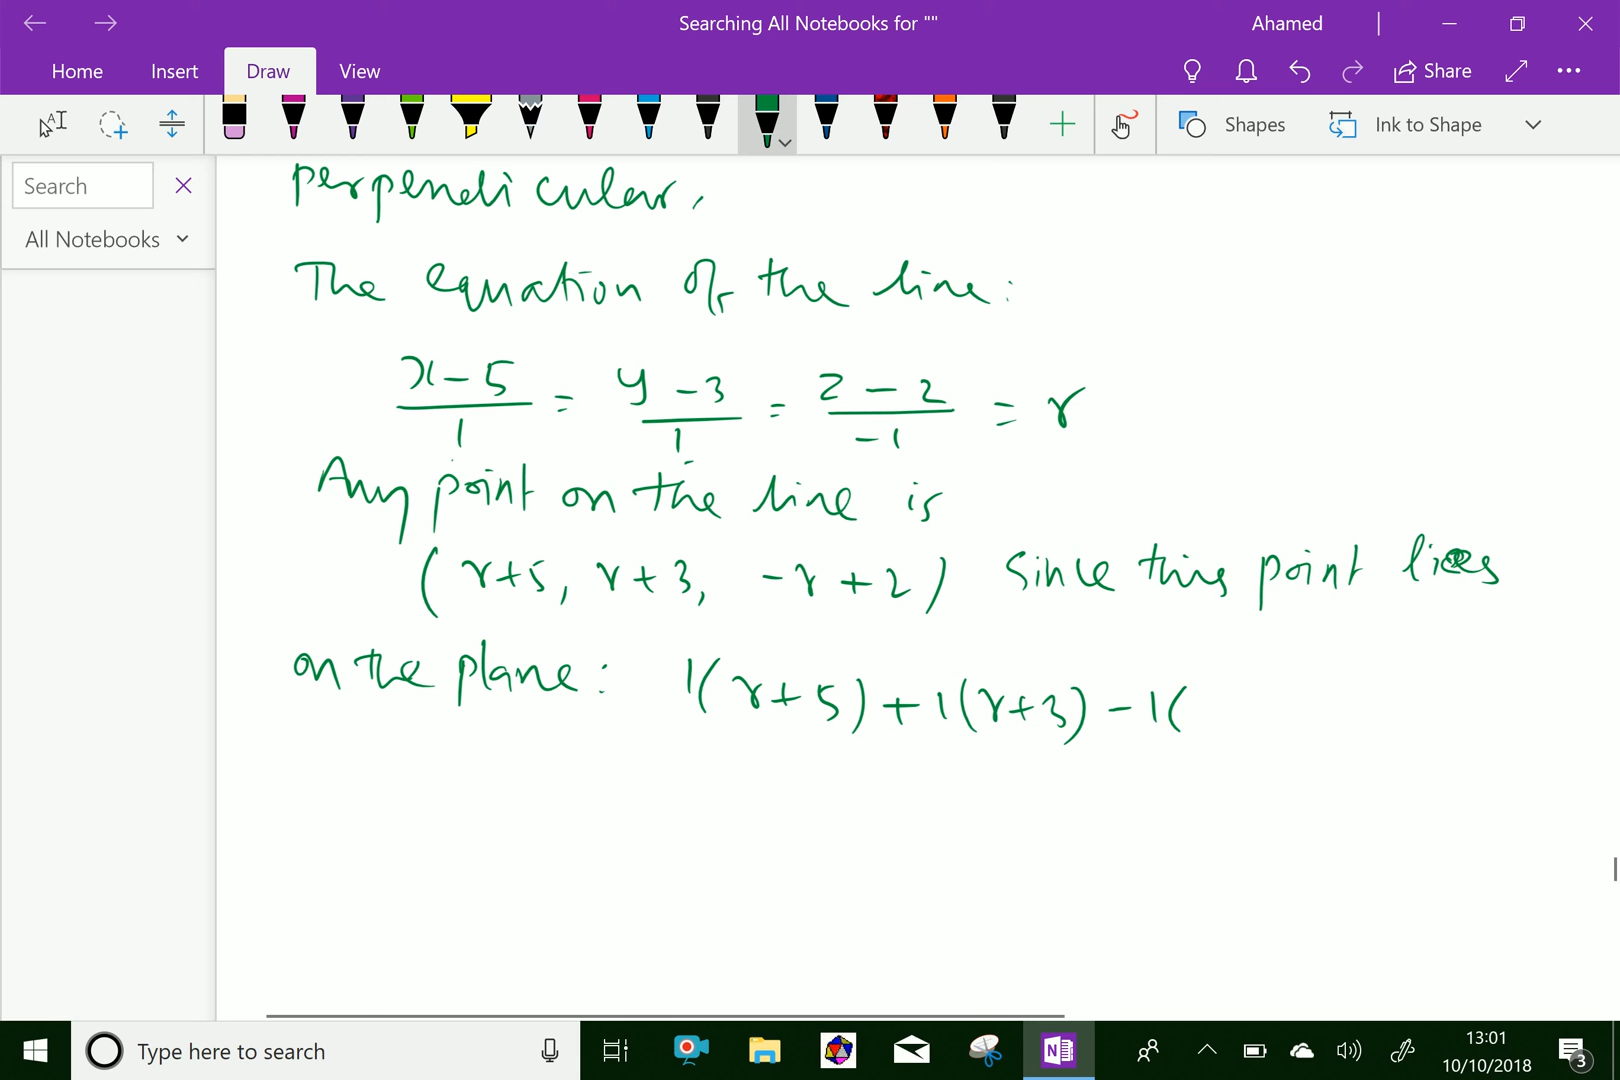 Searching All Notebooks for ""
Ahamed
Home Insert Draw View
Share
Shapes
Ink to Shape
Search
All Notebooks
perpendicular,
The equation of the line:
x-5/1 = y-3/1 = z-2/-1 = r
Any point on the line is
(r+5, r+3, -r+2) Since this point lies
on the plane: 1(r+5)+1(r+3)-1(
Type here to search
13:01
10/10/2018
3